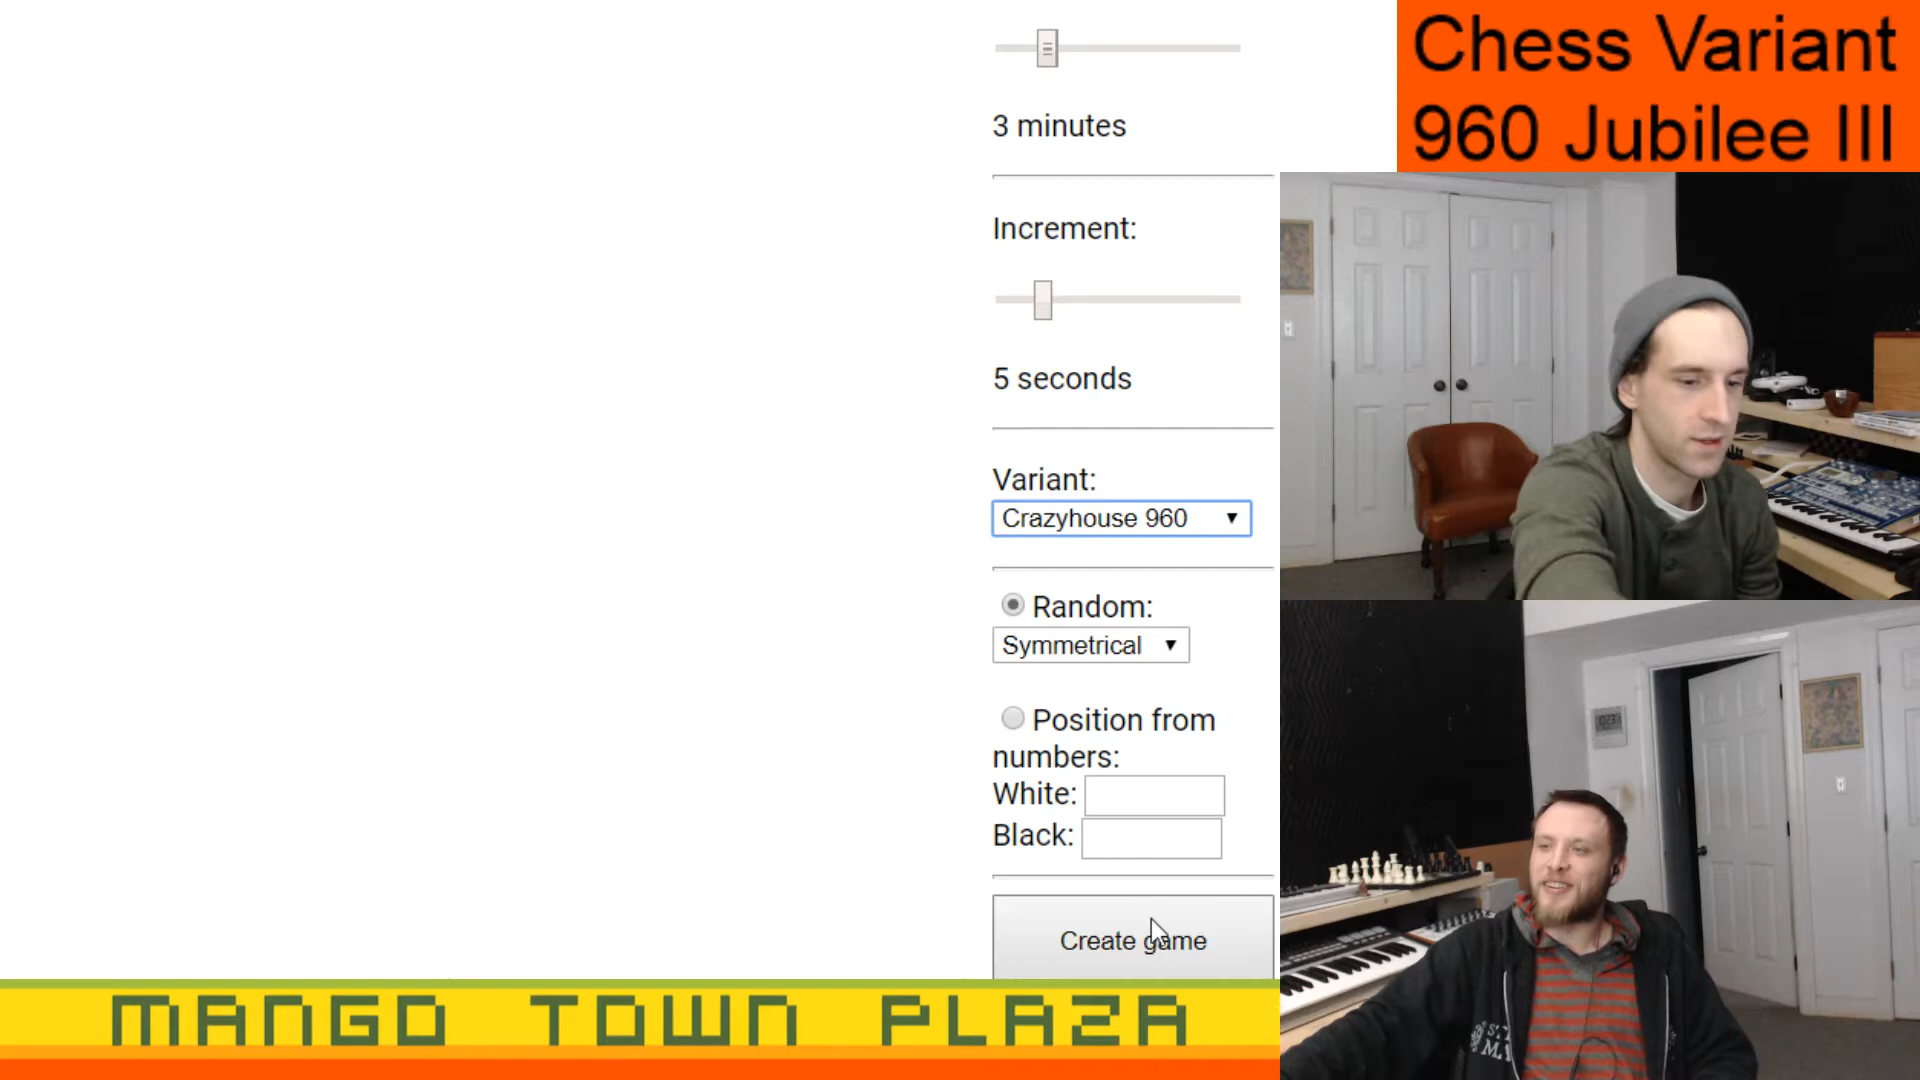 3 minutes
Increment:
5 seconds
Variant:
Crazyhouse 960
Random:
Symmetrical
Position from
numbers:
White:
Black:
Create game
MANGO TOWN PLAZA
Chess Variant
960 Jubilee III